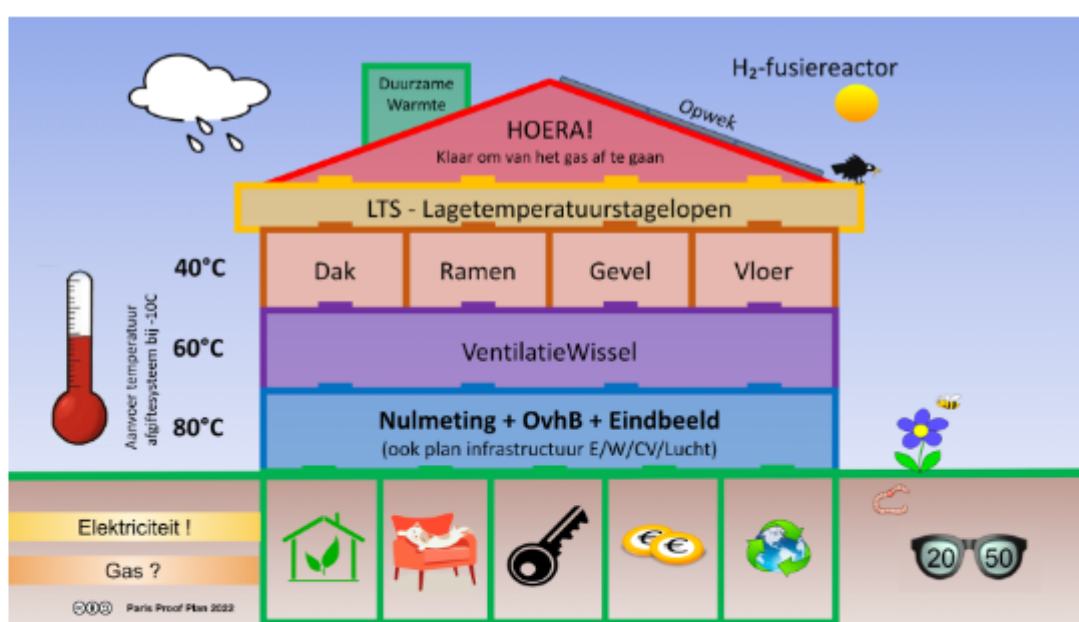 Duurzame
Warmte
H₂-fusiereactor
Opwek
HOERA!
Klaar om van het gas af te gaan
LTS - Lagetemperatuurstagelopen
40°C
Dak
Ramen
Gevel
Vloer
Aanvoer temperatuur
afgiftesysteem bij -10C
60°C
VentilatieWissel
80°C
Nulmeting + OvhB + Eindbeeld
(ook plan infrastructuur E/W/CV/Lucht)
Elektriciteit !
Gas ?
€ €
20 50
Paris Proof Plan 2022